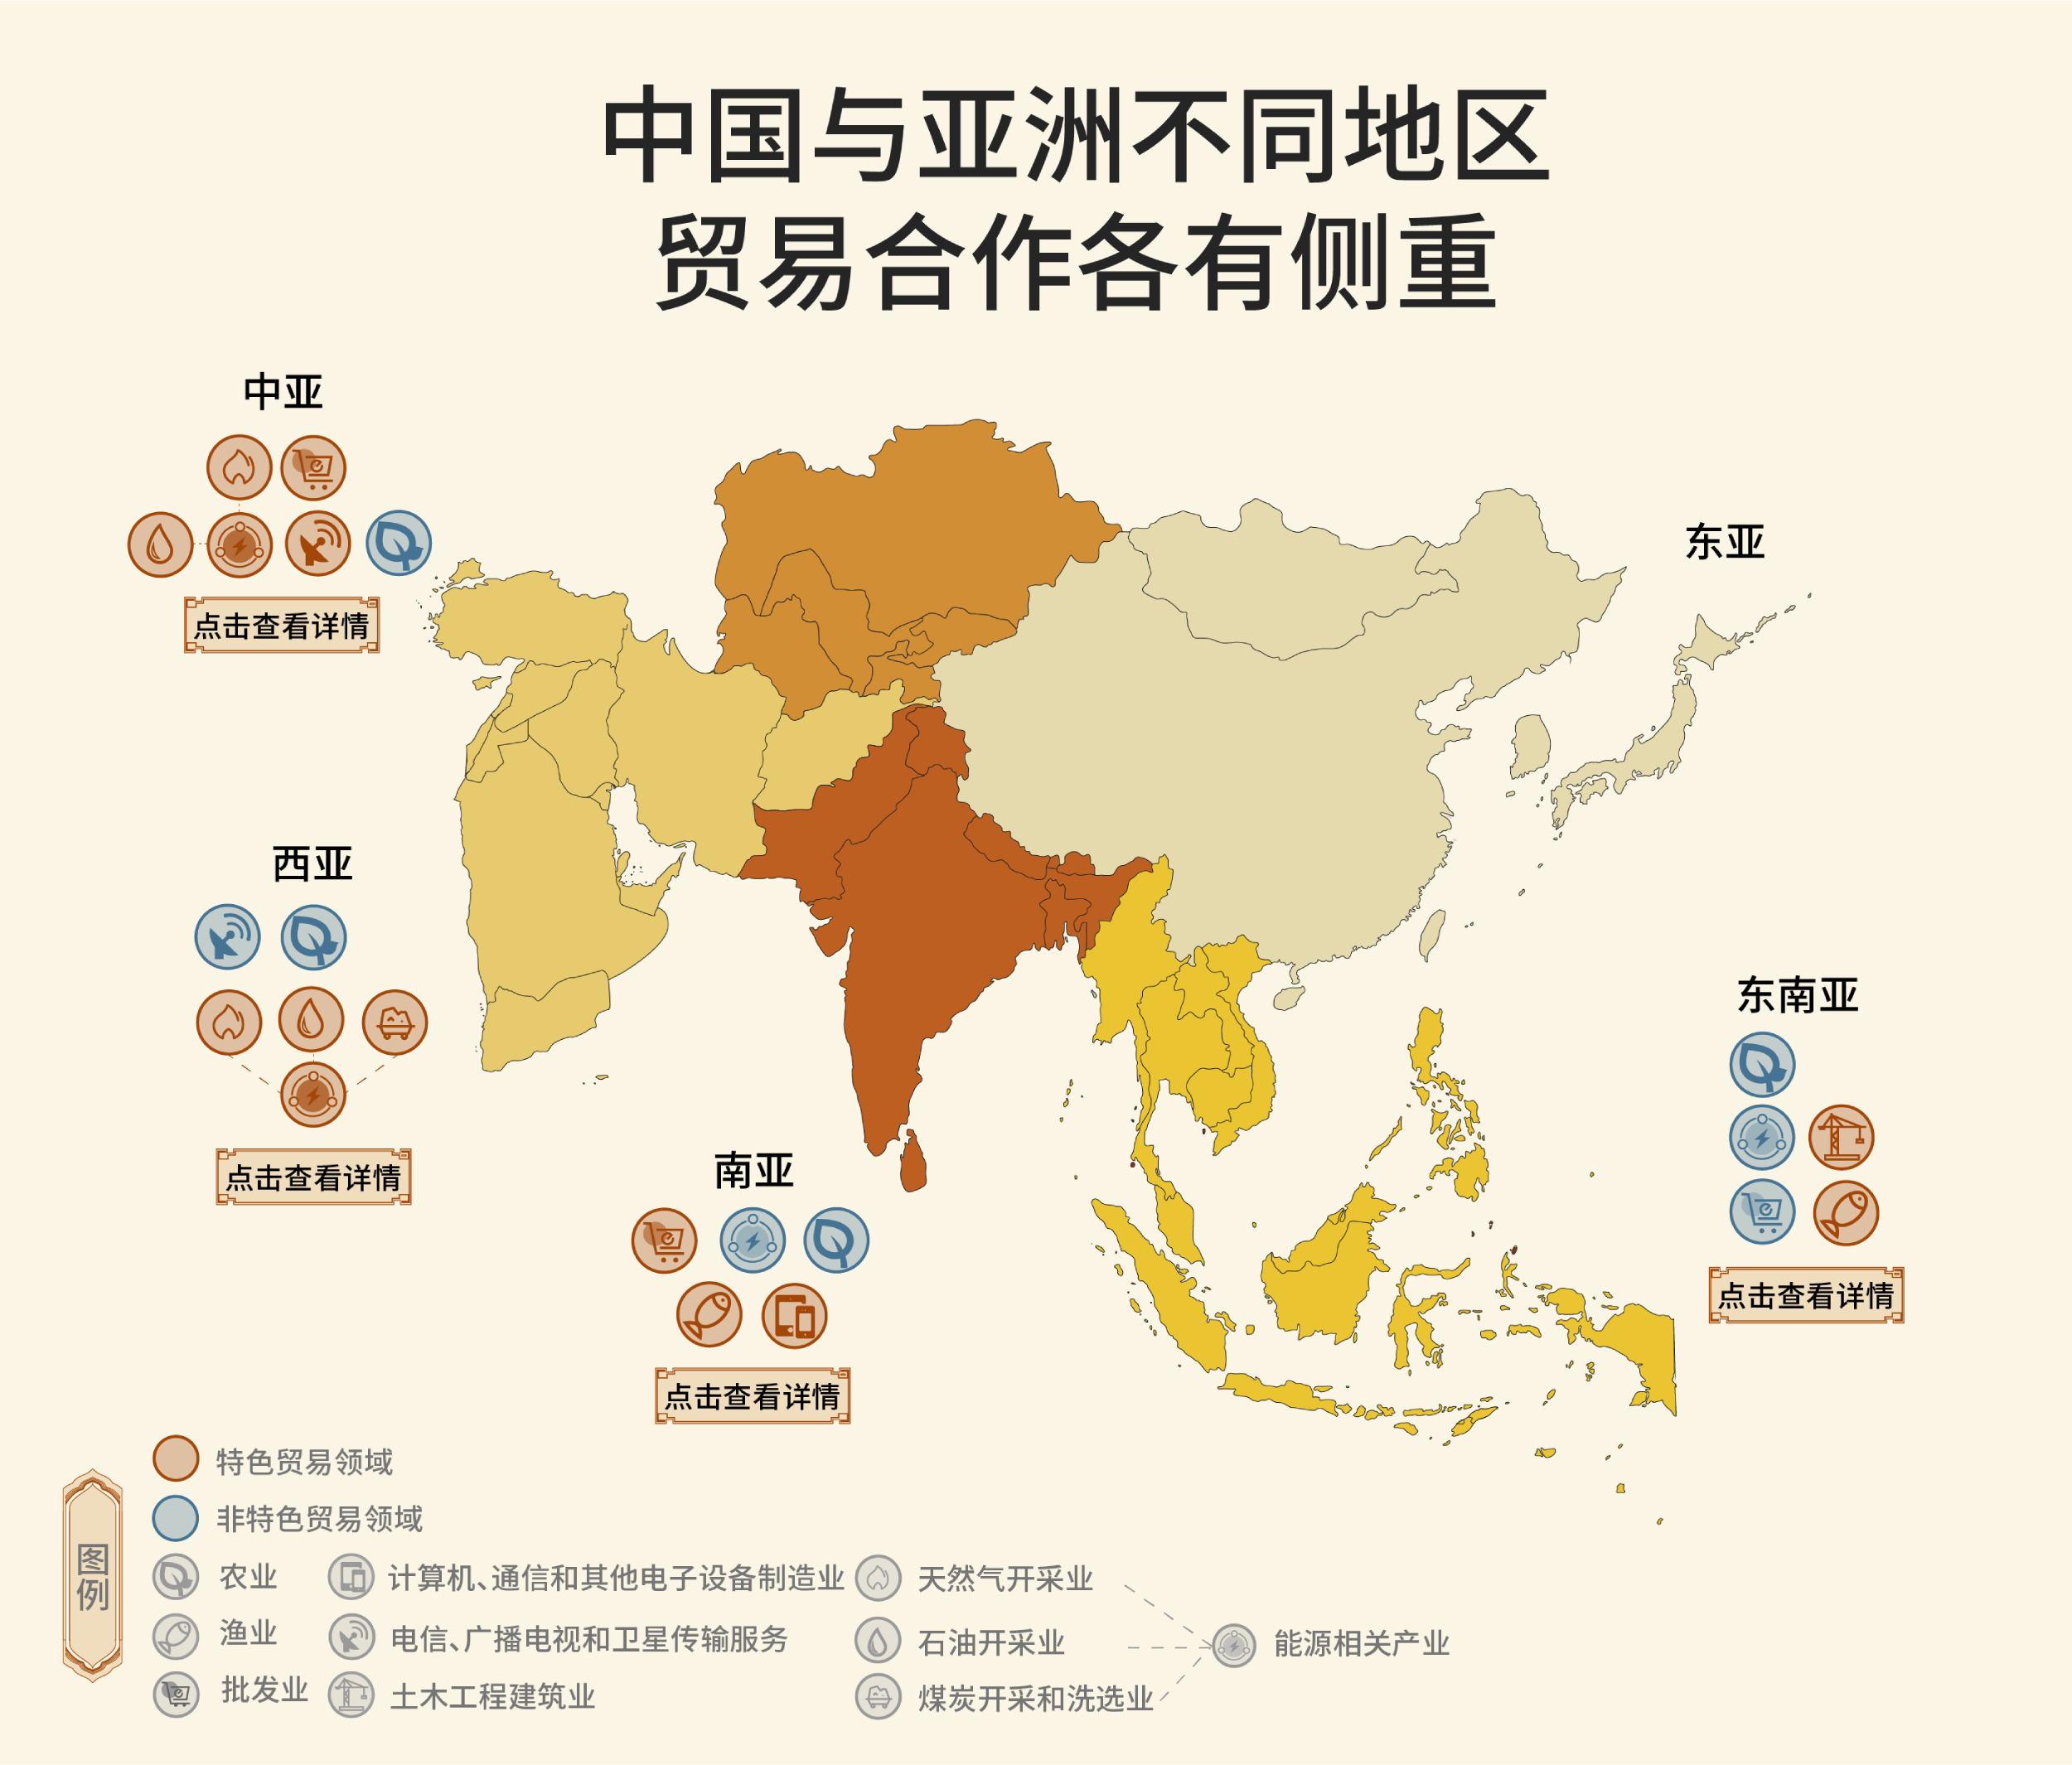 中国与亚洲不同地区
贸易合作各有侧重
中亚
点击查看详情
东亚
西亚
点击查看详情
东南亚
点击查看详情
南亚
点击查看详情
图例
特色贸易领域
非特色贸易领域
农业
计算机、通信和其他电子设备制造业
天然气开采业
渔业
电信、广播电视和卫星传输服务
石油开采业
能源相关产业
批发业
土木工程建筑业
煤炭开采和洗选业